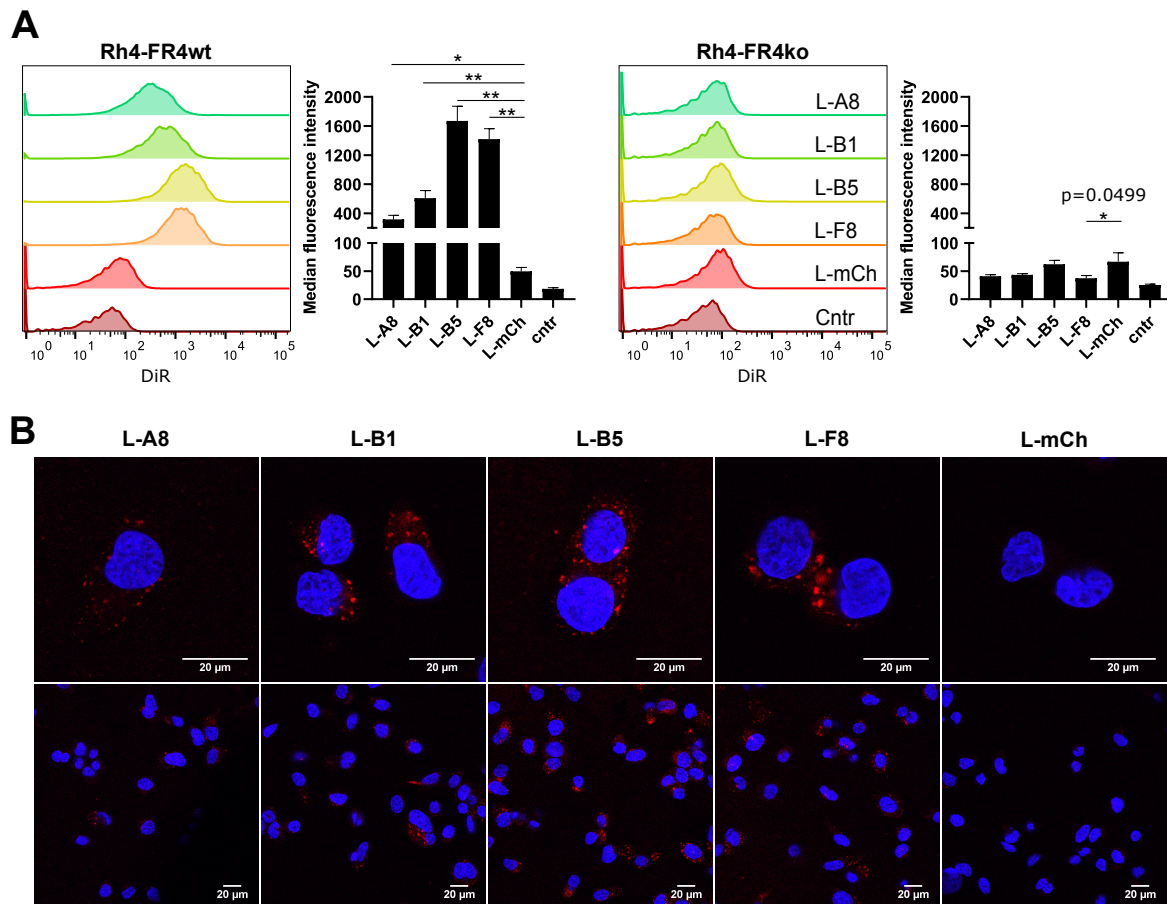 A
Rh4-FR4wt
Rh4-FR4ko
10^0 10^1 10^2 10^3 10^4 10^5
DiR
Median fluorescence intensity
2000
1600
1200
800
400
100
50
0
*
**
**
**
L-A8
L-B1
L-B5
L-F8
L-mCh
cntr
L-A8
L-B1
L-B5
L-F8
L-mCh
Cntr
10^0 10^1 10^2 10^3 10^4 10^5
DiR
Median fluorescence intensity
2000
1600
1200
800
400
100
50
0
p=0.0499
*
L-A8
L-B1
L-B5
L-F8
L-mCh
cntr
B
L-A8 L-B1 L-B5 L-F8 L-mCh
20 µm 20 µm 20 µm 20 µm 20 µm
20 µm 20 µm 20 µm 20 µm 20 µm